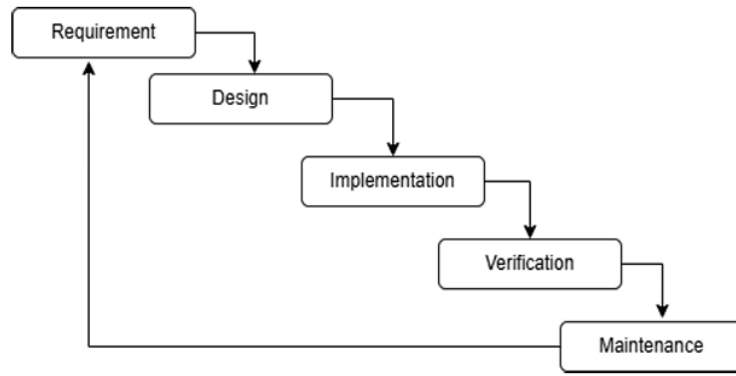 Requirement
Design
Implementation
Verification
Maintenance